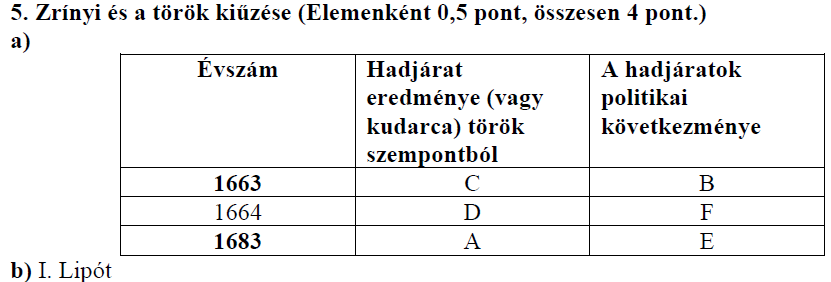 5. Zrínyi és a török kiűzése (Elemenként 0,5 pont, összesen 4 pont.)
a)
Évszám Hadjárat A hadjáratok
eredménye (vagy politikai
kudarca) török következménye
szempontból
1663 C B
1664 D F
1683 A E
b) I. Lipót